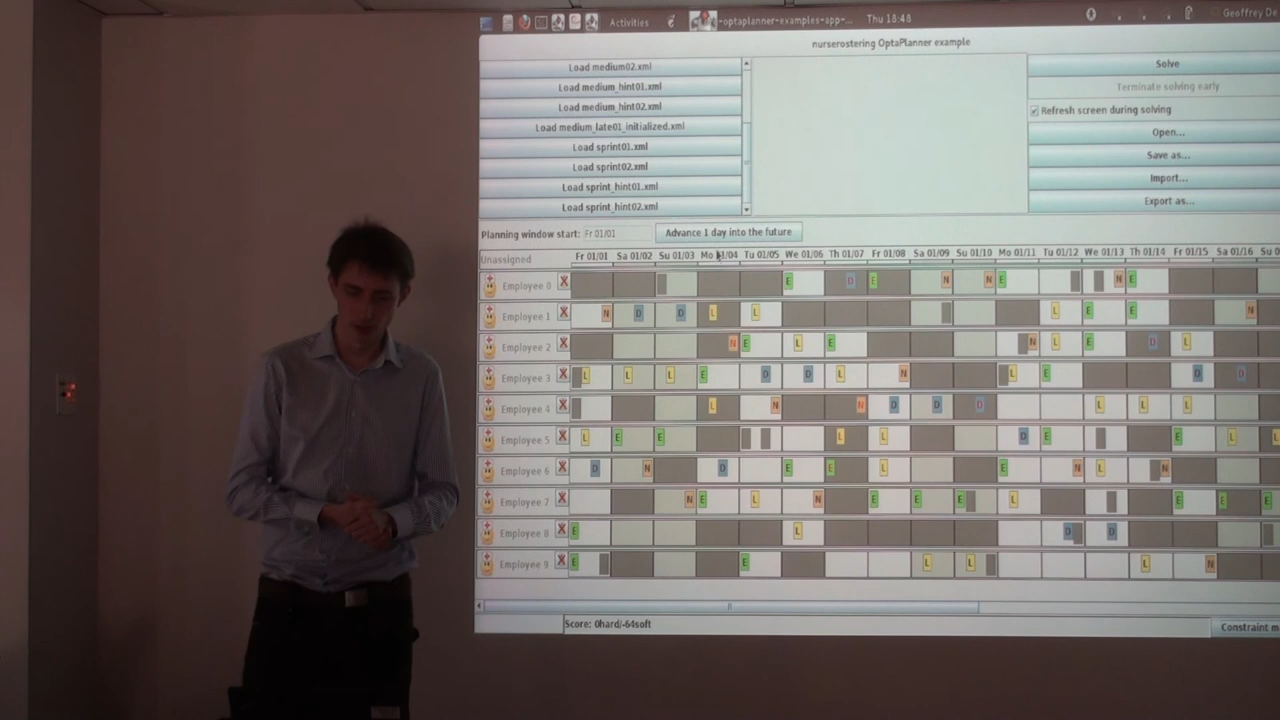 Activities -optaplanner-examples-app-... Thu 18:48 Geoffrey De
nurserostering OptaPlanner example
Load medium02.xml
Load medium_hint01.xml
Load medium_hint02.xml
Load medium_late01_initialized.xml
Load sprint01.xml
Load sprint02.xml
Load sprint_hint01.xml
Load sprint_hint02.xml
Solve
Terminate solving early
Refresh screen during solving
Open...
Save as...
Import...
Export as...
Planning window start: Fr 01/01 Advance 1 day into the future
Unassigned Fr 01/01 Sa 01/02 Su 01/03 Mo 01/04 Tu 01/05 We 01/06 Th 01/07 Fr 01/08 Sa 01/09 Su 01/10 Mo 01/11 Tu 01/12 We 01/13 Th 01/14 Fr 01/15 Sa 01/16 Su 0
Employee 0 E D E N N E N E
Employee 1 N D D L L L E E N
Employee 2 N E L E N L E D L
Employee 3 L L L E D D L N L E D D
Employee 4 L N N D D D L L L
Employee 5 L E E L L D E E L L
Employee 6 D N D E E L E N L N
Employee 7 N E L N E E E L E E E
Employee 8 E L D D
Employee 9 E E L L L N
Score: 0hard/-64soft
Constraint m